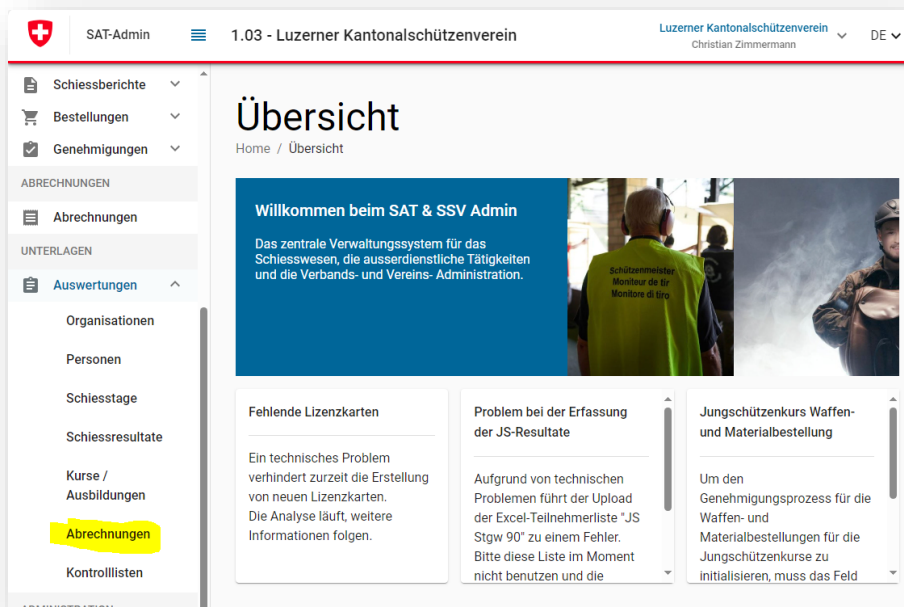 SAT-Admin
1.03 - Luzerner Kantonalschützenverein
Luzerner Kantonalschützenverein
Christian Zimmermann
DE
Schiessberichte
Bestellungen
Genehmigungen
ABRECHNUNGEN
Abrechnungen
UNTERLAGEN
Auswertungen
Organisationen
Personen
Schiesstage
Schiessresultate
Kurse /
Ausbildungen
Abrechnungen
Kontrolllisten
ADMINISTRATION
Übersicht
Home / Übersicht
Willkommen beim SAT & SSV Admin
Das zentrale Verwaltungssystem für das
Schiesswesen, die ausserdienstliche Tätigkeiten
und die Verbands- und Vereins- Administration.
Schützenmeister
Moniteur de tir
Monitore di tiro
Fehlende Lizenzkarten
Ein technisches Problem
verhindert zurzeit die Erstellung
von neuen Lizenzkarten.
Die Analyse läuft, weitere
Informationen folgen.
Problem bei der Erfassung
der JS-Resultate
Aufgrund von technischen
Problemen führt der Upload
der Excel-Teilnehmerliste "JS
Stgw 90" zu einem Fehler.
Bitte diese Liste im Moment
nicht benutzen und die
Jungschützenkurs Waffen-
und Materialbestellung
Um den
Genehmigungsprozess für die
Waffen- und
Materialbestellungen für die
Jungschützenkurse zu
initialisieren, muss das Feld